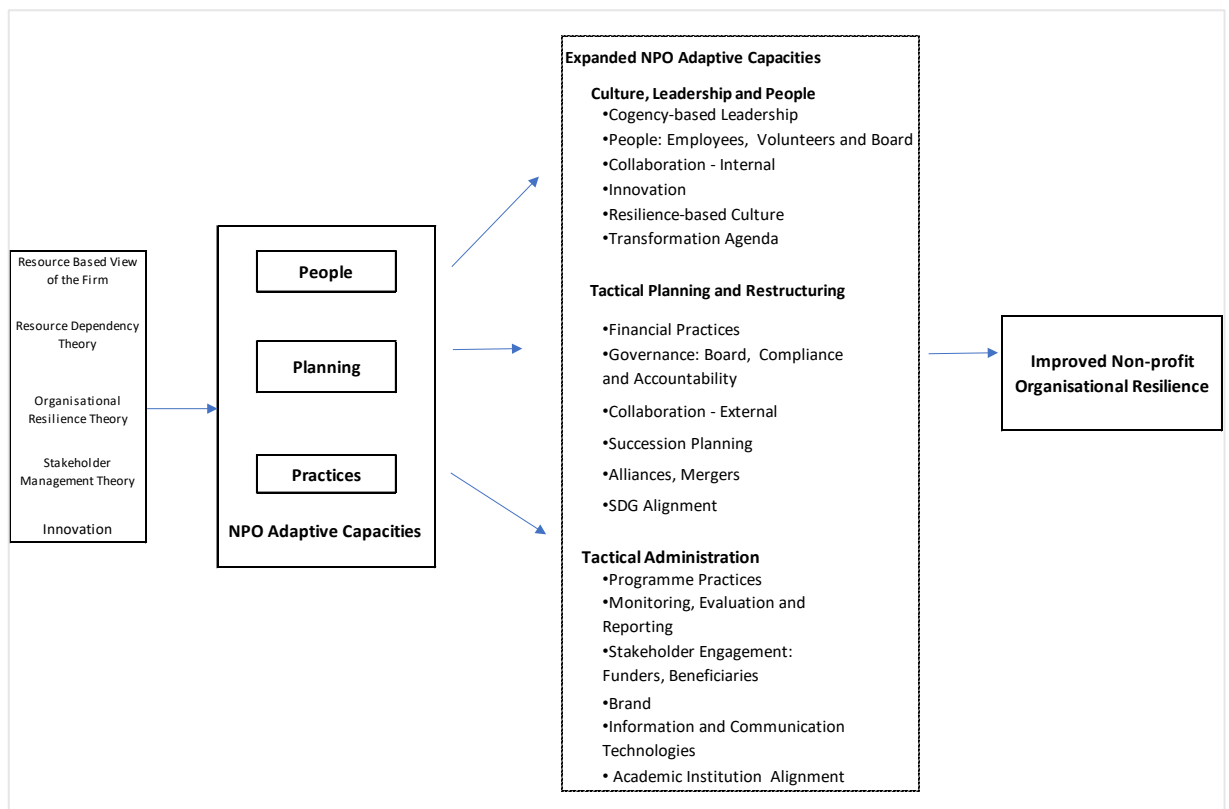 Resource Based View
of the Firm
Resource Dependency
Theory
Organisational
Resilience Theory
Stakeholder
Management Theory
Innovation
People
Planning
Practices
NPO Adaptive Capacities
Expanded NPO Adaptive Capacities
Culture, Leadership and People
•Cogency-based Leadership
•People: Employees, Volunteers and Board
•Collaboration - Internal
•Innovation
•Resilience-based Culture
•Transformation Agenda
Tactical Planning and Restructuring
•Financial Practices
•Governance: Board, Compliance
and Accountability
•Collaboration - External
•Succession Planning
•Alliances, Mergers
•SDG Alignment
Tactical Administration
•Programme Practices
•Monitoring, Evaluation and
Reporting
•Stakeholder Engagement:
Funders, Beneficiaries
•Brand
•Information and Communication
Technologies
• Academic Institution Alignment
Improved Non-profit
Organisational Resilience